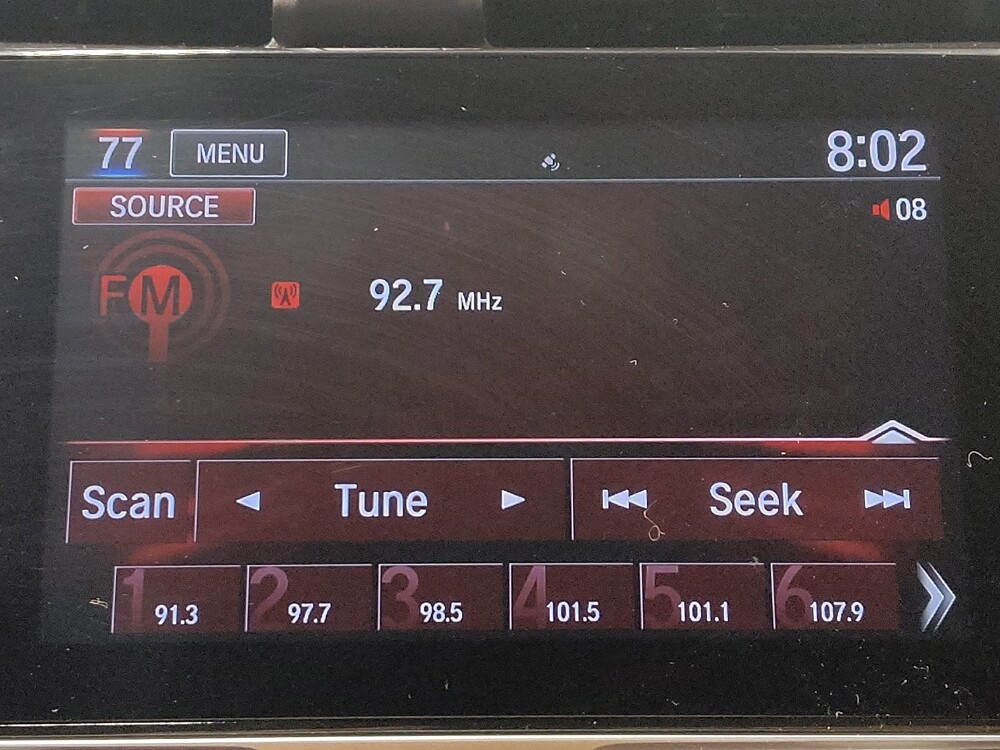 77 MENU 8:02
SOURCE 08
FM 92.7 MHz
Scan Tune Seek
1 91.3 2 97.7 3 98.5 4 101.5 5 101.1 6 107.9